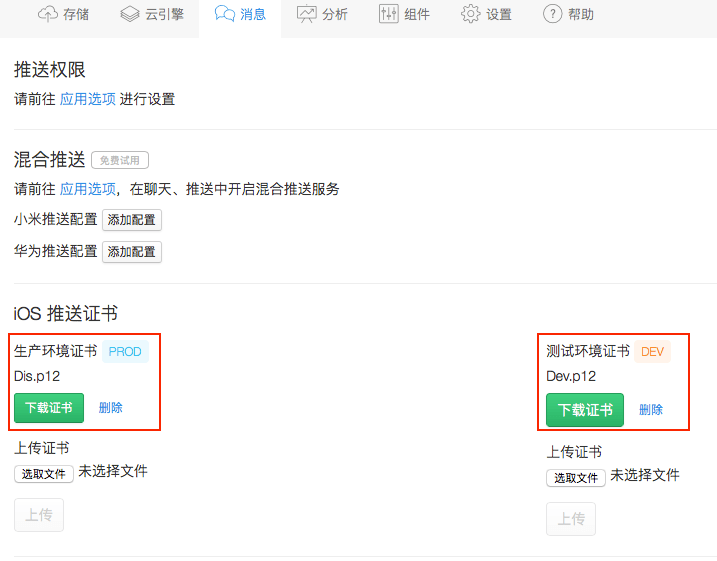 存储 云引擎 消息 分析 组件 设置 ? 帮助
推送权限
请前往 应用选项 进行设置
混合推送 免费试用
请前往 应用选项，在聊天、推送中开启混合推送服务
小米推送配置 添加配置
华为推送配置 添加配置
iOS 推送证书
生产环境证书 PROD
Dis.p12
下载证书 删除
上传证书
选取文件 未选择文件
上传
测试环境证书 DEV
Dev.p12
下载证书 删除
上传证书
选取文件 未选择文件
上传